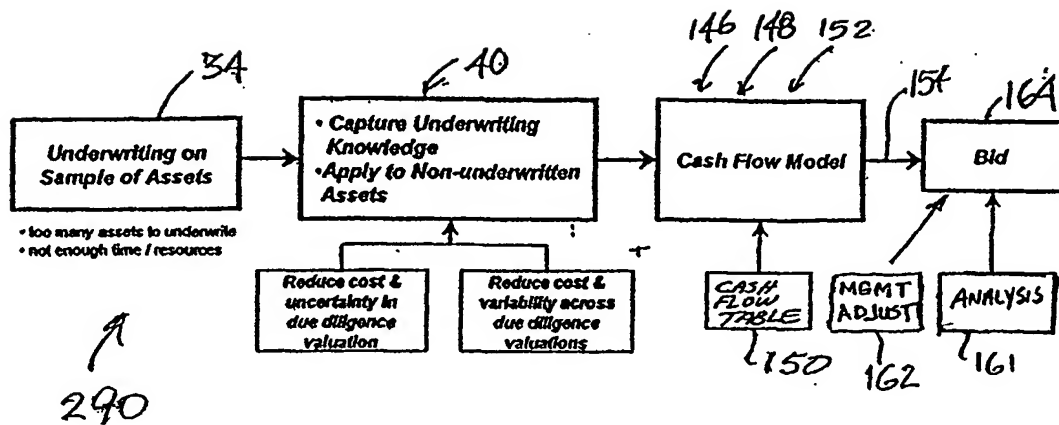 34
40
146 148 152
154
164
Underwriting on
Sample of Assets
• too many assets to underwrite
• not enough time / resources
• Capture Underwriting
Knowledge
•Apply to Non-underwritten
Assets
Cash Flow Model
Bid
Reduce cost &
uncertainty in
due diligence
valuation
Reduce cost &
variability across
due diligence
valuations
CASH
FLOW
TABLE
MGMT
ADJUST
ANALYSIS
150
162
161
290